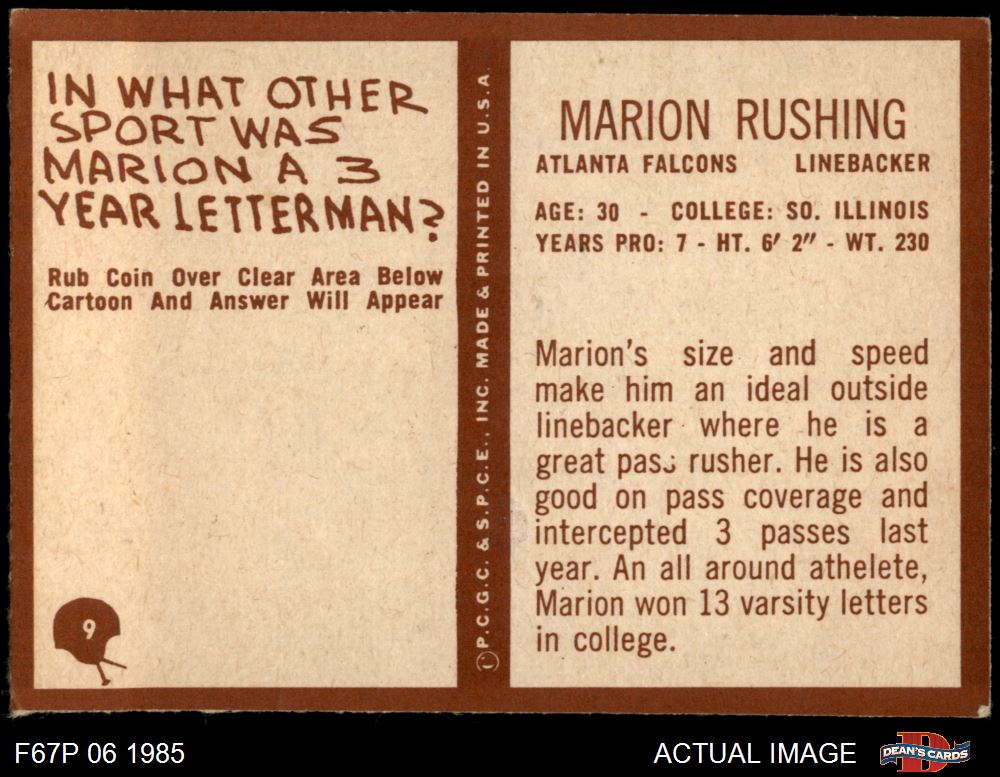 IN WHAT OTHER
SPORT WAS
MARION A 3
YEAR LETTERMAN?
Rub Coin Over Clear Area Below
Cartoon And Answer Will Appear
9
©P.C.G.C. & S.P.C.E., INC. MADE & PRINTED IN U.S.A.
MARION RUSHING
ATLANTA FALCONS LINEBACKER
AGE: 30 - COLLEGE: SO. ILLINOIS
YEARS PRO: 7 - HT. 6′ 2″ - WT. 230
Marion's size and speed
make him an ideal outside
linebacker where he is a
great pass rusher. He is also
good on pass coverage and
intercepted 3 passes last
year. An all around athelete,
Marion won 13 varsity letters
in college.
F67P 06 1985
ACTUAL IMAGE
D
DEAN'S CARDS